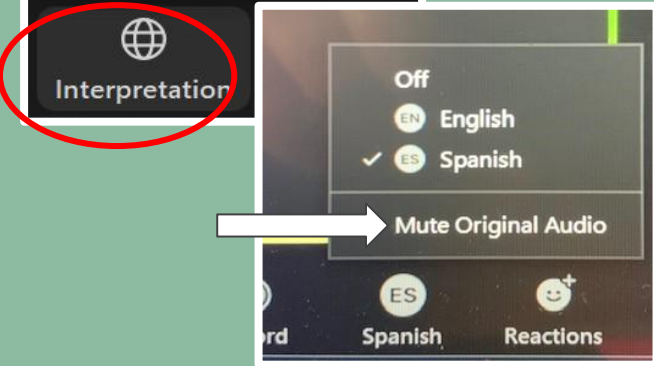 Interpretation
Off
EN English
ES Spanish
Mute Original Audio
ES
rd Spanish Reactions